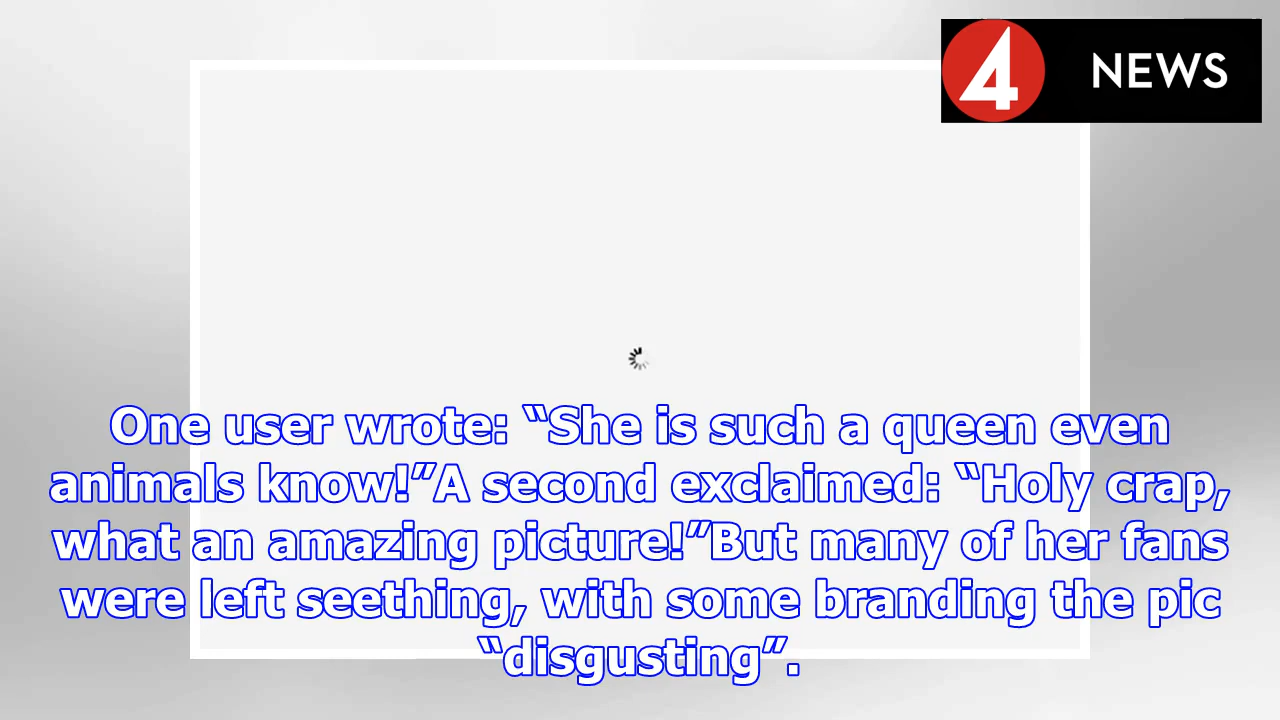 4 NEWS
One user wrote: “She is such a queen even
animals know!”A second exclaimed: “Holy crap,
what an amazing picture!”But many of her fans
were left seething, with some branding the pic
“disgusting”.